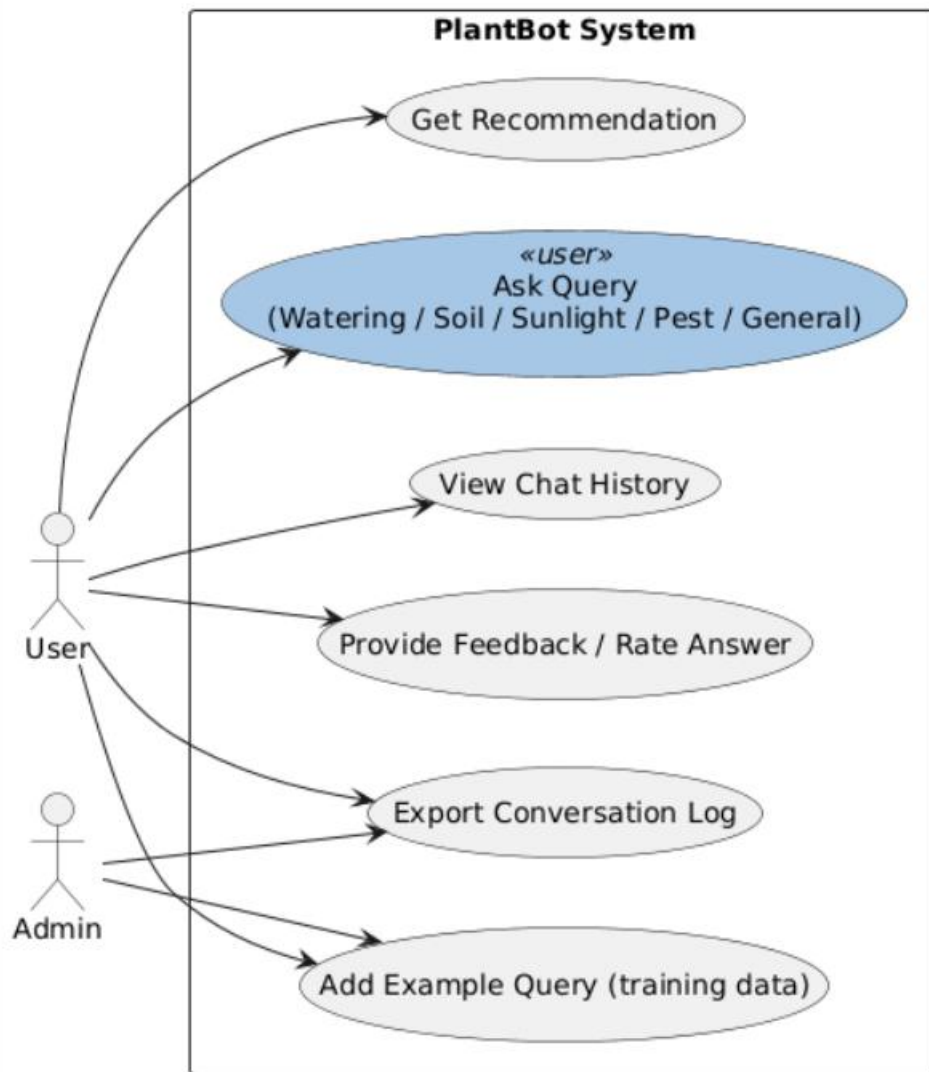 PlantBot System
Get Recommendation
«user»
Ask Query
(Watering / Soil / Sunlight / Pest / General)
View Chat History
User
Provide Feedback / Rate Answer
Export Conversation Log
Admin
Add Example Query (training data)